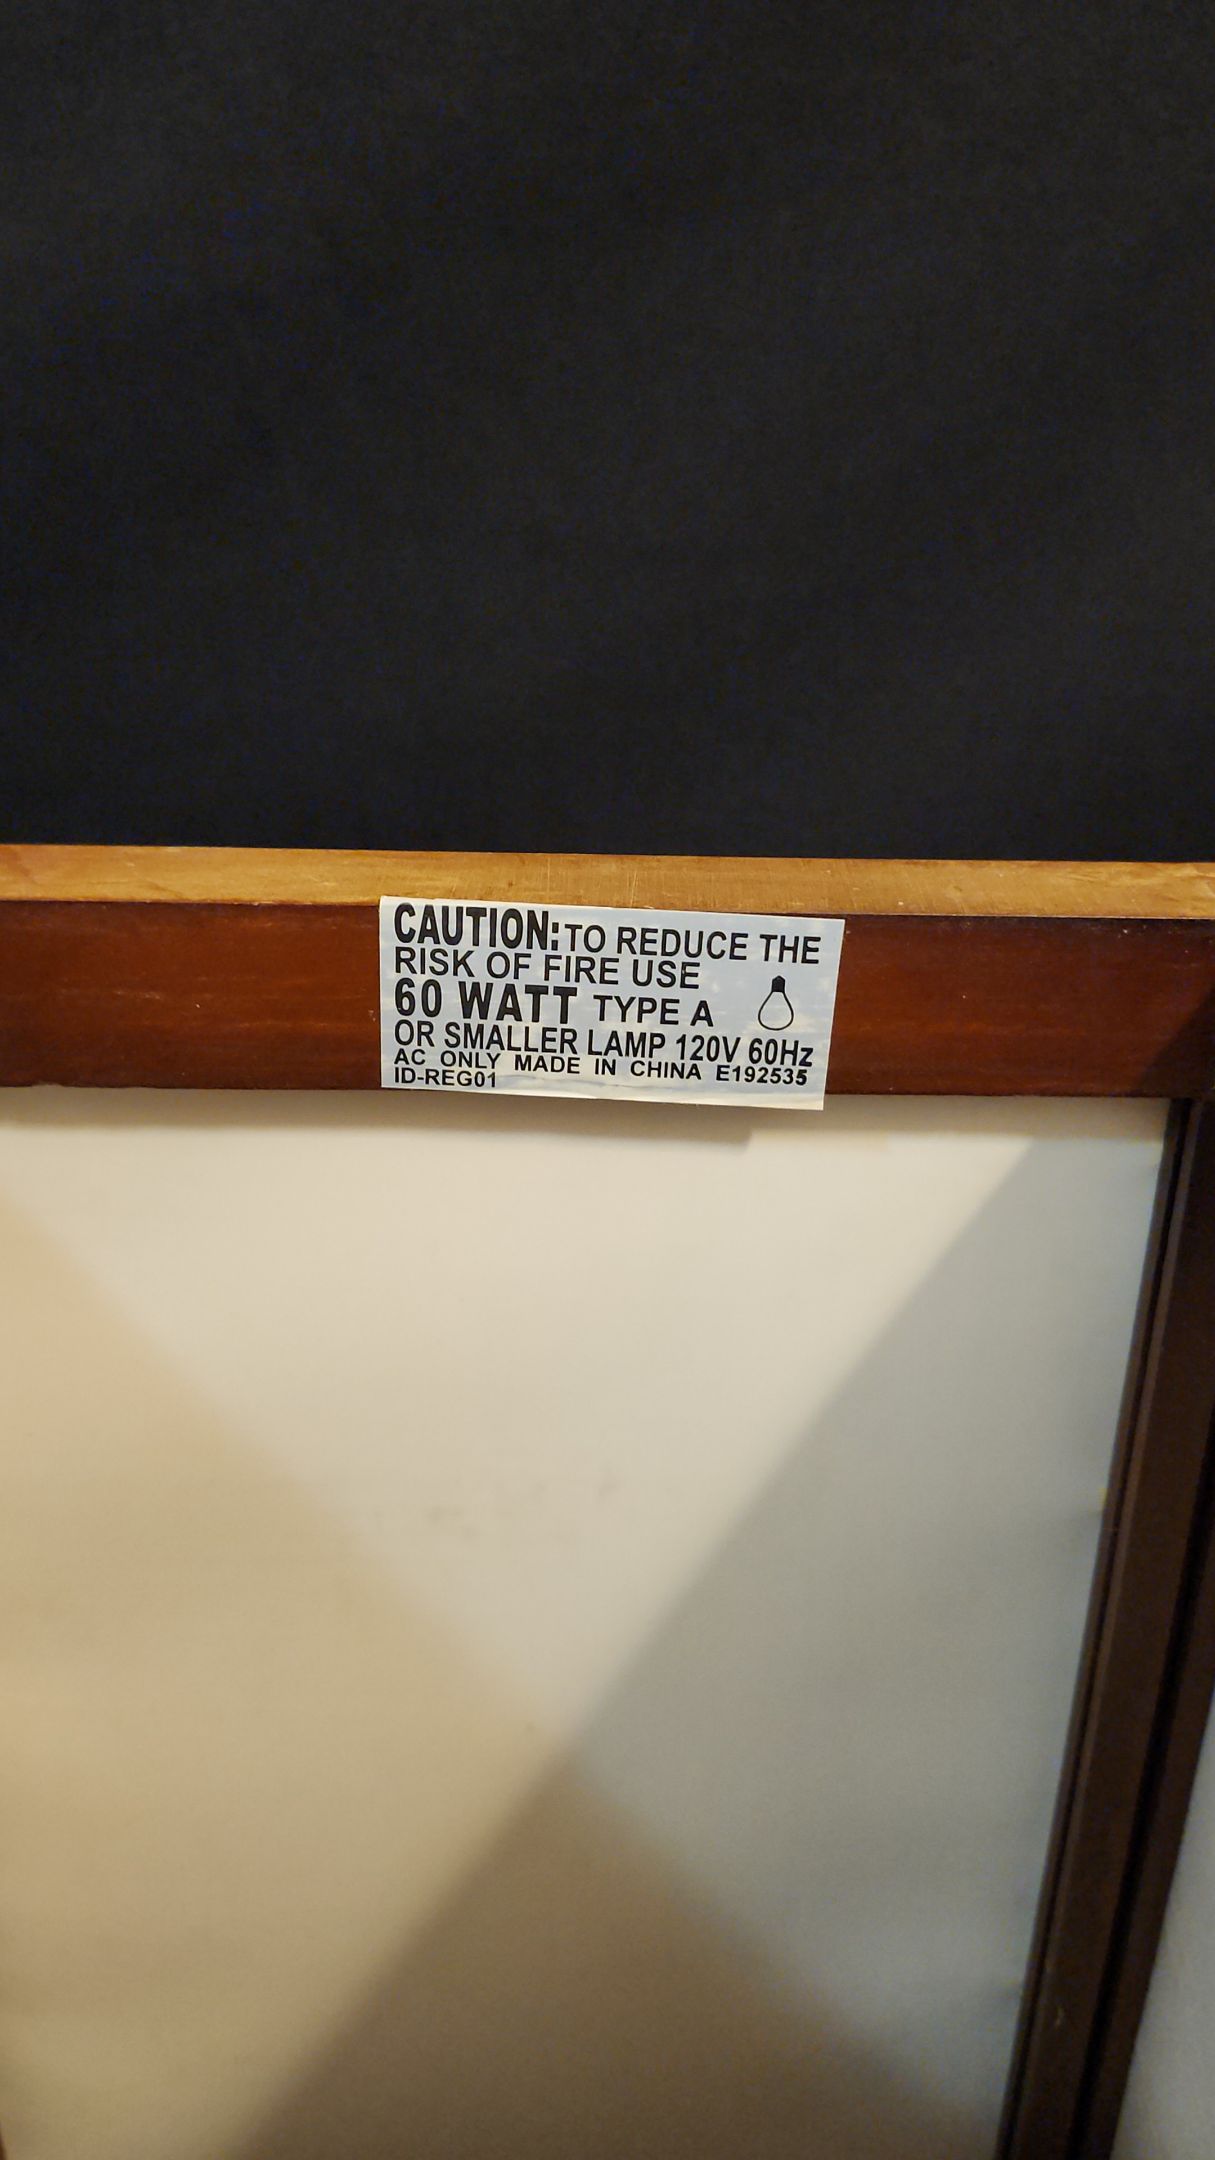 CAUTION: TO REDUCE THE
RISK OF FIRE USE
60 WATT TYPE A
OR SMALLER LAMP 120V 60Hz
AC ONLY MADE IN CHINA E192535
ID-REG01